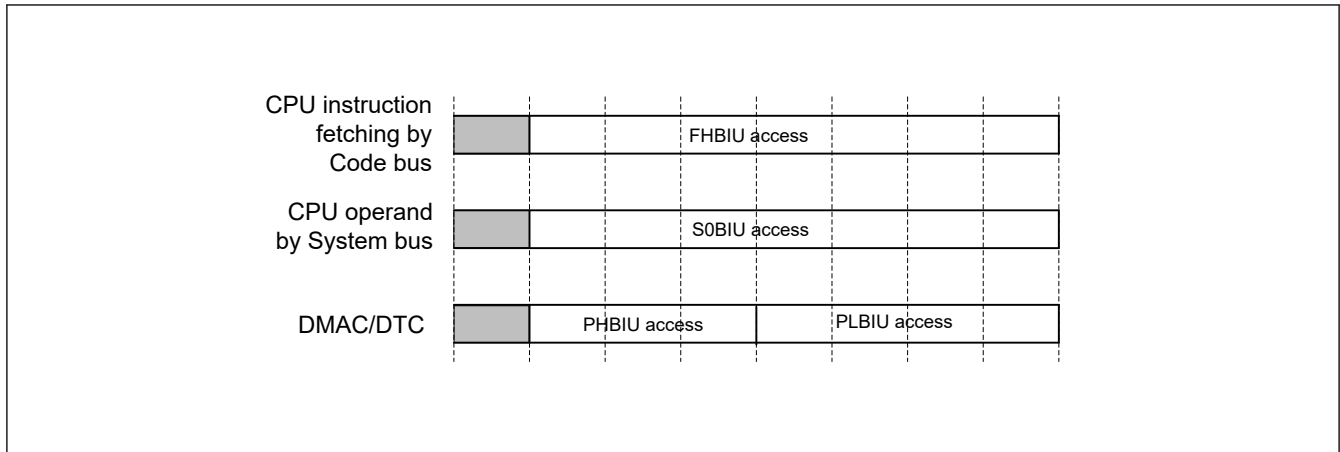 CPU instruction
fetching by
Code bus
FHBIU access
CPU operand
by System bus
S0BIU access
DMAC/DTC
PHBIU access
PLBIU access